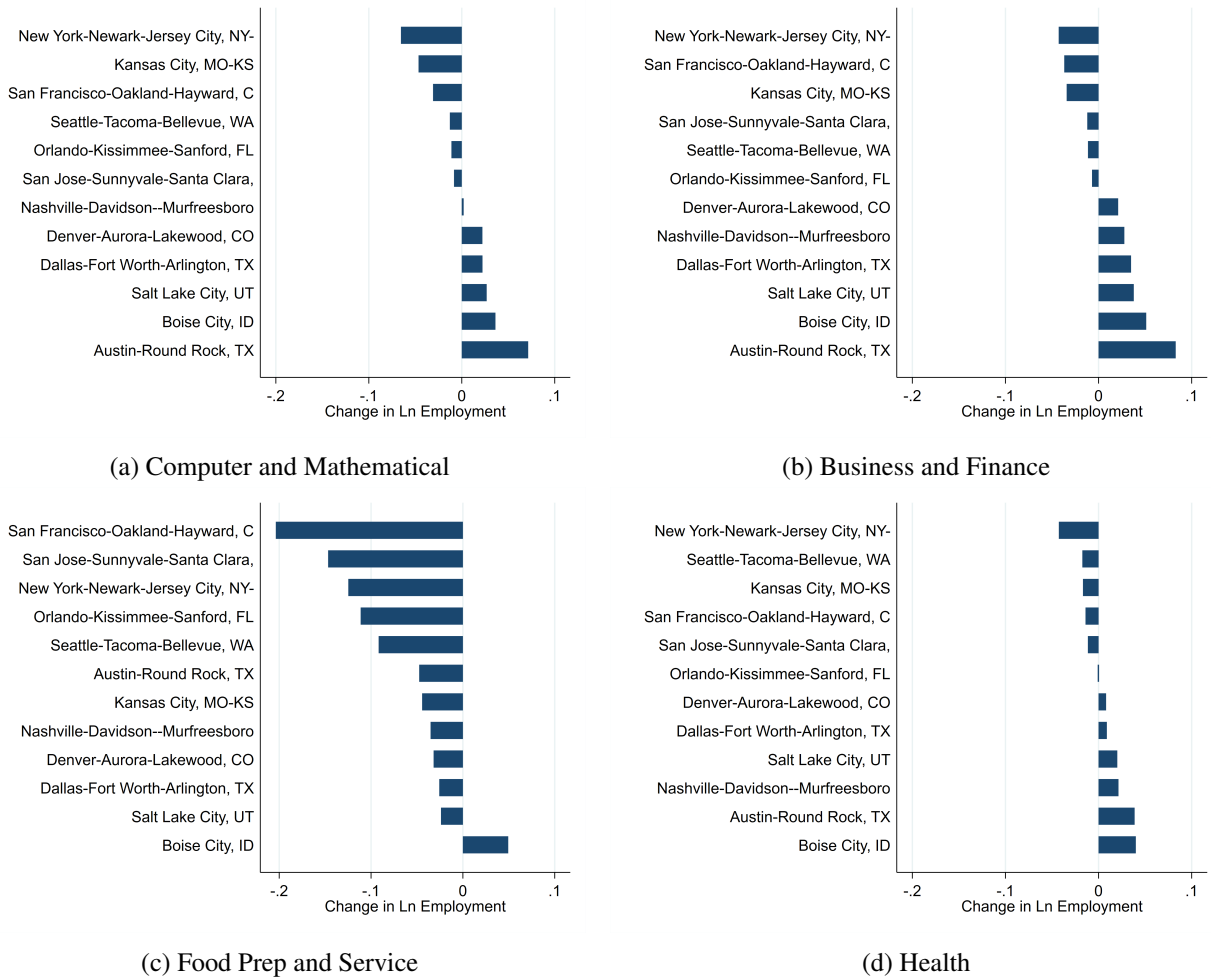 New York-Newark-Jersey City, NY-
Kansas City, MO-KS
San Francisco-Oakland-Hayward, C
Seattle-Tacoma-Bellevue, WA
Orlando-Kissimmee-Sanford, FL
San Jose-Sunnyvale-Santa Clara,
Nashville-Davidson--Murfreesboro
Denver-Aurora-Lakewood, CO
Dallas-Fort Worth-Arlington, TX
Salt Lake City, UT
Boise City, ID
Austin-Round Rock, TX
-.2 -.1 0 .1
Change in Ln Employment
(a) Computer and Mathematical
New York-Newark-Jersey City, NY-
San Francisco-Oakland-Hayward, C
Kansas City, MO-KS
San Jose-Sunnyvale-Santa Clara,
Seattle-Tacoma-Bellevue, WA
Orlando-Kissimmee-Sanford, FL
Denver-Aurora-Lakewood, CO
Nashville-Davidson--Murfreesboro
Dallas-Fort Worth-Arlington, TX
Salt Lake City, UT
Boise City, ID
Austin-Round Rock, TX
-.2 -.1 0 .1
Change in Ln Employment
(b) Business and Finance
San Francisco-Oakland-Hayward, C
San Jose-Sunnyvale-Santa Clara,
New York-Newark-Jersey City, NY-
Orlando-Kissimmee-Sanford, FL
Seattle-Tacoma-Bellevue, WA
Austin-Round Rock, TX
Kansas City, MO-KS
Nashville-Davidson--Murfreesboro
Denver-Aurora-Lakewood, CO
Dallas-Fort Worth-Arlington, TX
Salt Lake City, UT
Boise City, ID
-.2 -.1 0 .1
Change in Ln Employment
(c) Food Prep and Service
New York-Newark-Jersey City, NY-
Seattle-Tacoma-Bellevue, WA
Kansas City, MO-KS
San Francisco-Oakland-Hayward, C
San Jose-Sunnyvale-Santa Clara,
Orlando-Kissimmee-Sanford, FL
Denver-Aurora-Lakewood, CO
Dallas-Fort Worth-Arlington, TX
Salt Lake City, UT
Nashville-Davidson--Murfreesboro
Austin-Round Rock, TX
Boise City, ID
-.2 -.1 0 .1
Change in Ln Employment
(d) Health